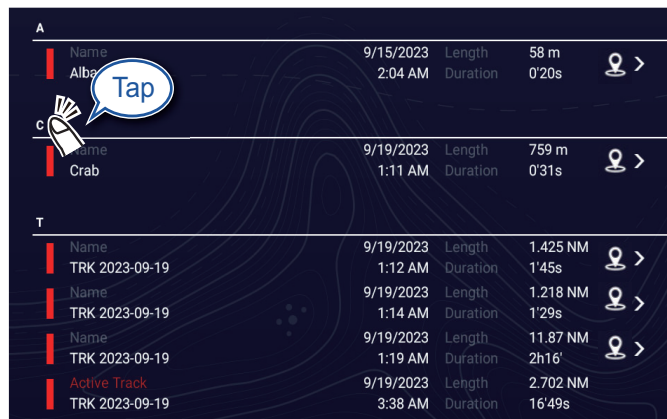 A
Name 9/15/2023 Length 58 m
2:04 AM Duration 0'20s
Tap
C
Name 9/19/2023 Length 759 m
Crab 1:11 AM Duration 0'31s
T
Name 9/19/2023 Length 1.425 NM
TRK 2023-09-19 1:12 AM Duration 1'45s
Name 9/19/2023 Length 1.218 NM
TRK 2023-09-19 1:14 AM Duration 1'29s
Name 9/19/2023 Length 11.87 NM
TRK 2023-09-19 1:19 AM Duration 2h16'
Active Track 9/19/2023 Length 2.702 NM
TRK 2023-09-19 3:38 AM Duration 16'49s